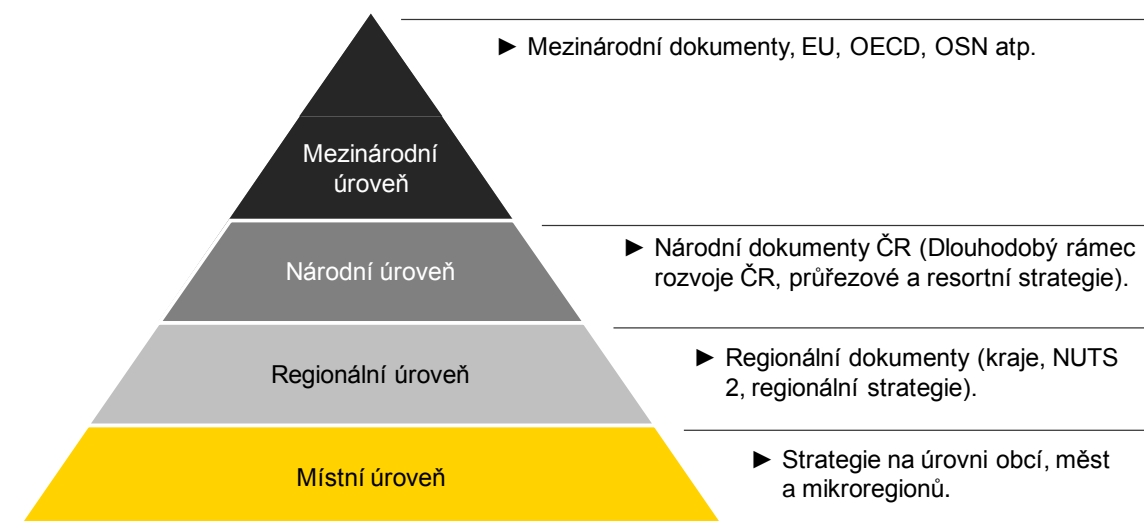 ► Mezinárodní dokumenty, EU, OECD, OSN atp.
Mezinárodní
úroveň
► Národní dokumenty ČR (Dlouhodobý rámec
rozvoje ČR, průřezové a resortní strategie).
Národní úroveň
► Regionální dokumenty (kraje, NUTS
2, regionální strategie).
Regionální úroveň
► Strategie na úrovni obcí, měst
a mikroregionů.
Místní úroveň